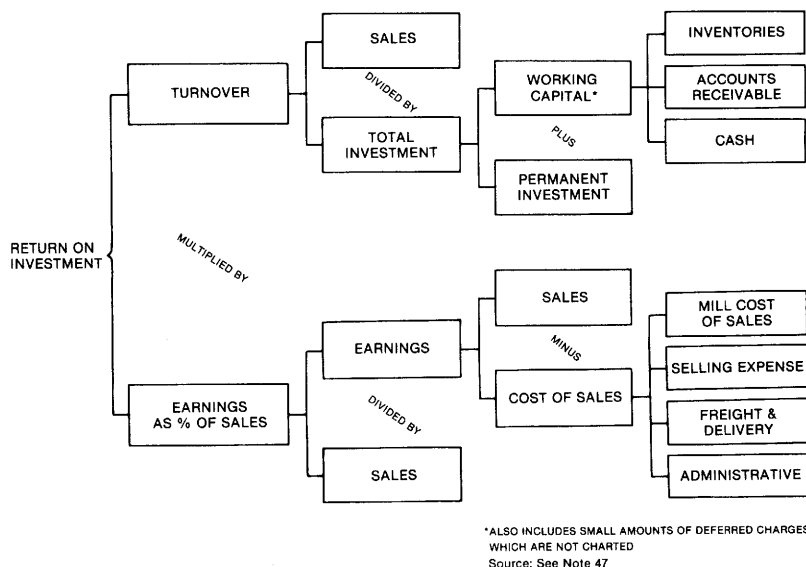 SALES
INVENTORIES
TURNOVER
DIVIDED BY
WORKING
CAPITAL*
ACCOUNTS
RECEIVABLE
TOTAL
INVESTMENT
PLUS
CASH
PERMANENT
INVESTMENT
RETURN ON
INVESTMENT
MULTIPLIED BY
SALES
MILL COST
OF SALES
EARNINGS
MINUS
SELLING EXPENSE
EARNINGS
AS % OF SALES
DIVIDED BY
COST OF SALES
FREIGHT &
DELIVERY
SALES
ADMINISTRATIVE
*ALSO INCLUDES SMALL AMOUNTS OF DEFERRED CHARGES
WHICH ARE NOT CHARTED
Source: See Note 47